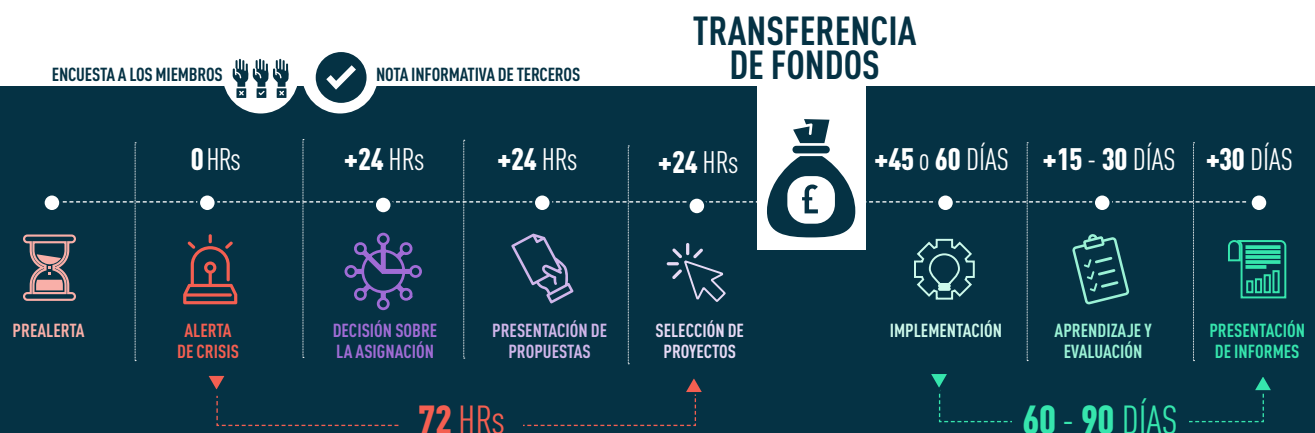 TRANSFERENCIA
DE FONDOS
ENCUESTA A LOS MIEMBROS
NOTA INFORMATIVA DE TERCEROS
0 HRs
+24 HRs
+24 HRs
+24 HRs
£
+45 o 60 DÍAS
+15 - 30 DÍAS
+30 DÍAS
PREALERTA
ALERTA
DE CRISIS
DECISIÓN SOBRE
LA ASIGNACIÓN
PRESENTACIÓN DE
PROPUESTAS
SELECCIÓN DE
PROYECTOS
IMPLEMENTACIÓN
APRENDIZAJE Y
EVALUACIÓN
PRESENTACIÓN
DE INFORMES
72 HRs
60 - 90 DÍAS